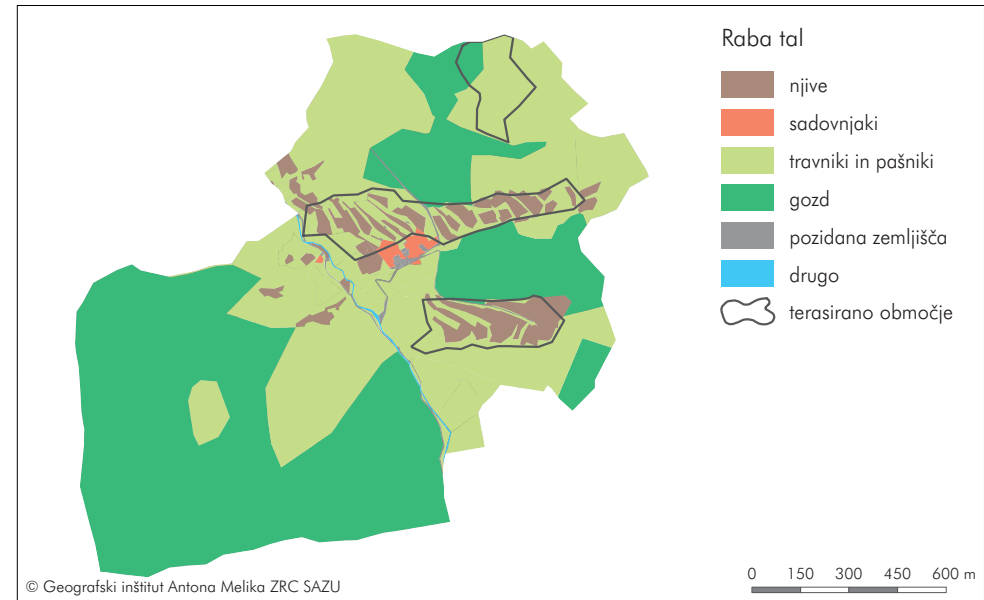 Raba tal
njive
sadovnjaki
travniki in pašniki
gozd
pozidana zemljišča
drugo
terasirano območje
© Geografski inštitut Antona Melika ZRC SAZU
0 150 300 450 600 m